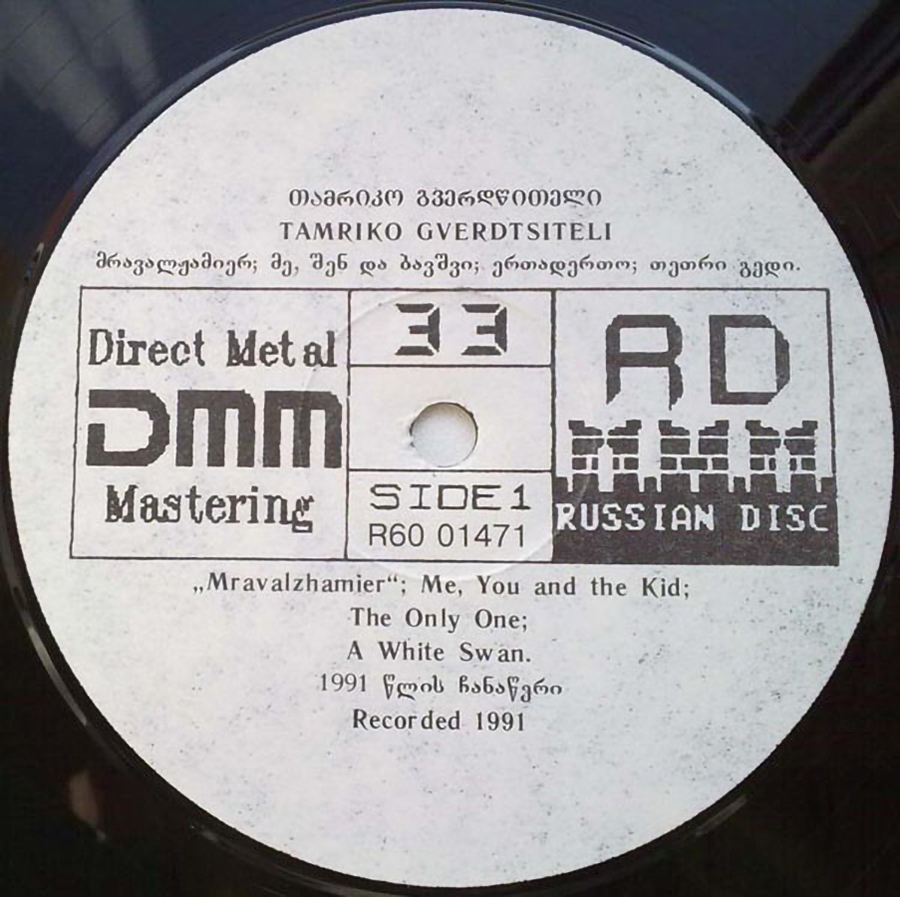 თამრიკო გვერდწითელი
TAMRIKO GVERDTSITELI
მრავალჟამიერ; მე, შენ და ბავშვი; ერთადერთო; თეთრი გედი.
Direct Metal
DMM
Mastering
33
SIDE 1
R60 01471
RD
RUSSIAN DISC
„Mravalzhamier“; Me, You and the Kid;
The Only One;
A White Swan.
1991 წლის ჩანაწერი
Recorded 1991